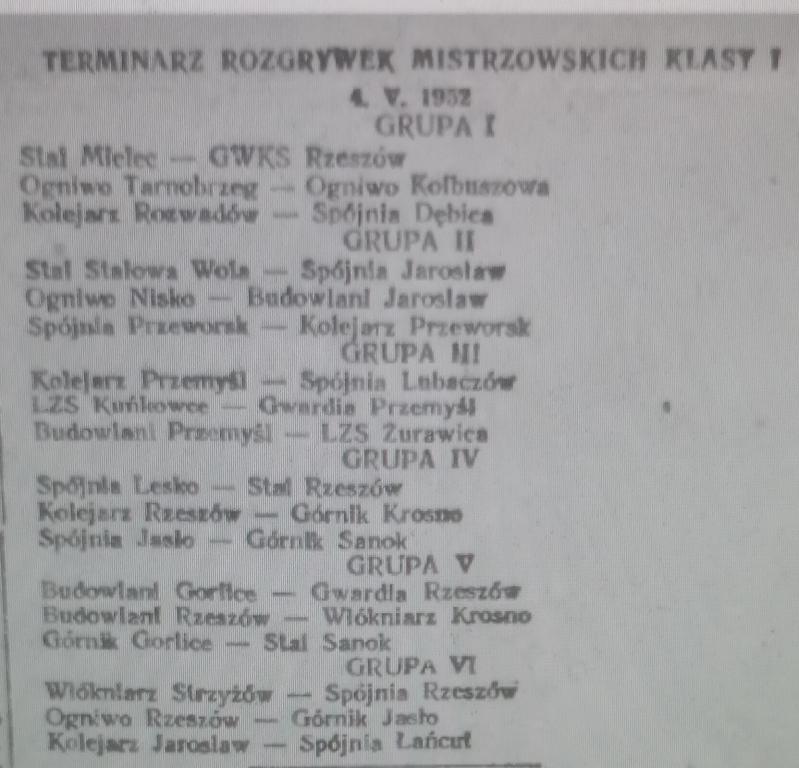 TERMINARZ ROZGRYWEK MISTRZOWSKICH KLASY I
4. V. 1952
GRUPA I
Stal Mielec — GWKS Rzeszów
Ogniwo Tarnobrzeg — Ogniwo Kolbuszowa
Kolejarz Rozwadów — Spójnia Dębica
GRUPA II
Stal Stalowa Wola — Spójnia Jarosław
Ogniwo Nisko — Budowlani Jarosław
Spójnia Przeworsk — Kolejarz Przeworsk
GRUPA III
Kolejarz Przemyśl — Spójnia Lubaczów
LZS Kuńkowce — Gwardia Przemyśl
Budowlani Przemyśl — LZS Żurawica
GRUPA IV
Spójnia Lesko — Stal Rzeszów
Kolejarz Rzeszów — Górnik Krosno
Spójnia Jasło — Górnik Sanok
GRUPA V
Budowlani Gorlice — Gwardia Rzeszów
Budowlani Rzeszów — Włókniarz Krosno
Górnik Gorlice — Stal Sanok
GRUPA VI
Włókniarz Strzyżów — Spójnia Rzeszów
Ogniwo Rzeszów — Górnik Jasło
Kolejarz Jarosław — Spójnia Łańcut